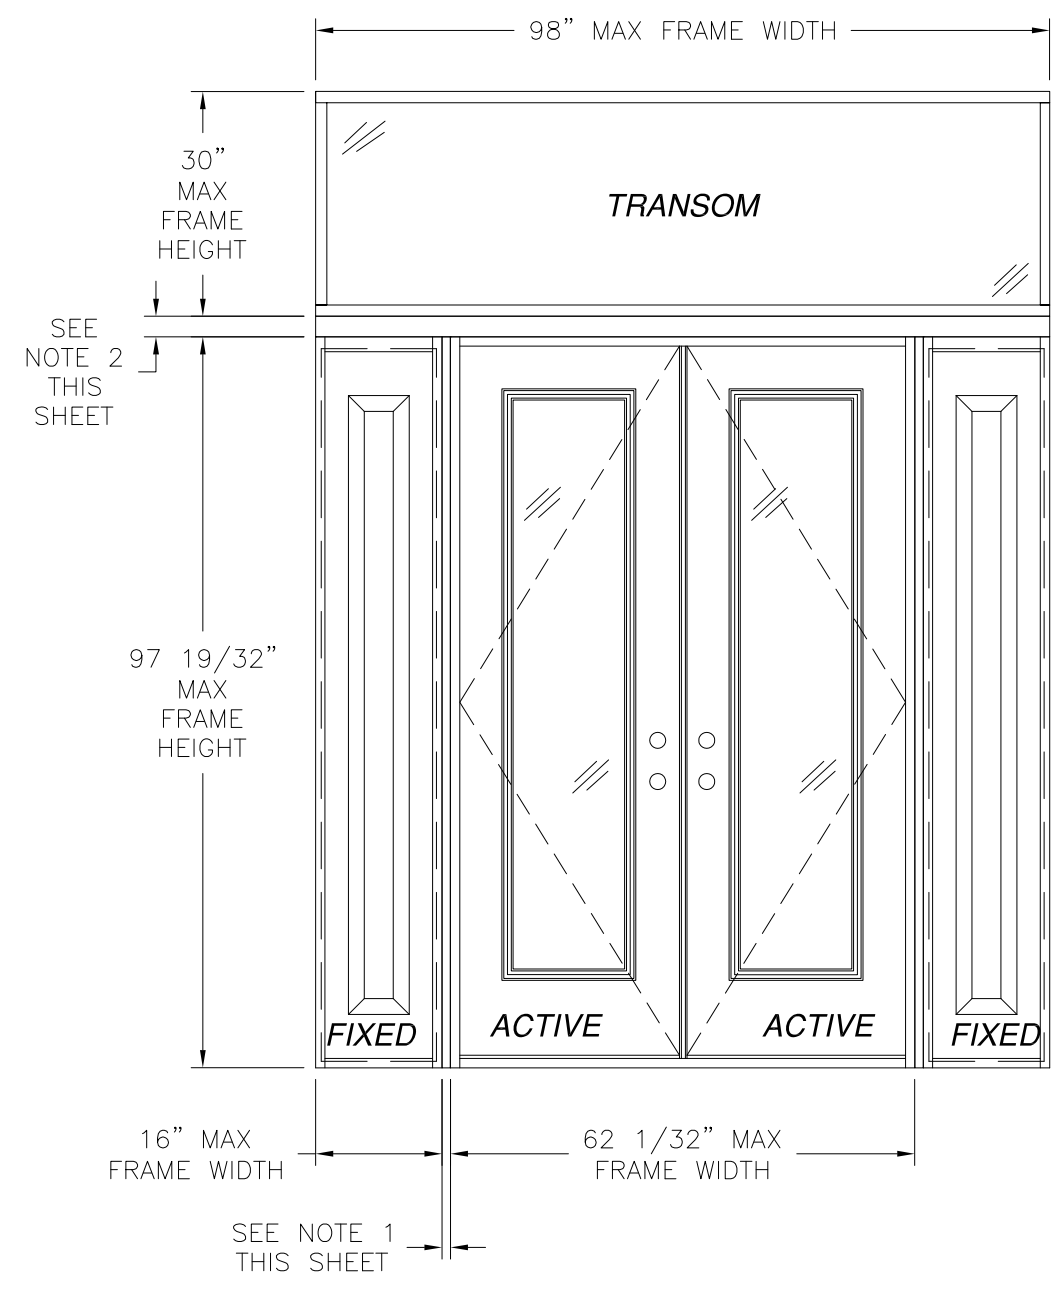 98” MAX FRAME WIDTH
30”
MAX
FRAME
HEIGHT
TRANSOM
SEE
NOTE 2
THIS
SHEET
97 19/32”
MAX
FRAME
HEIGHT
FIXED
ACTIVE
ACTIVE
FIXED
16” MAX
FRAME WIDTH
62 1/32” MAX
FRAME WIDTH
SEE NOTE 1
THIS SHEET